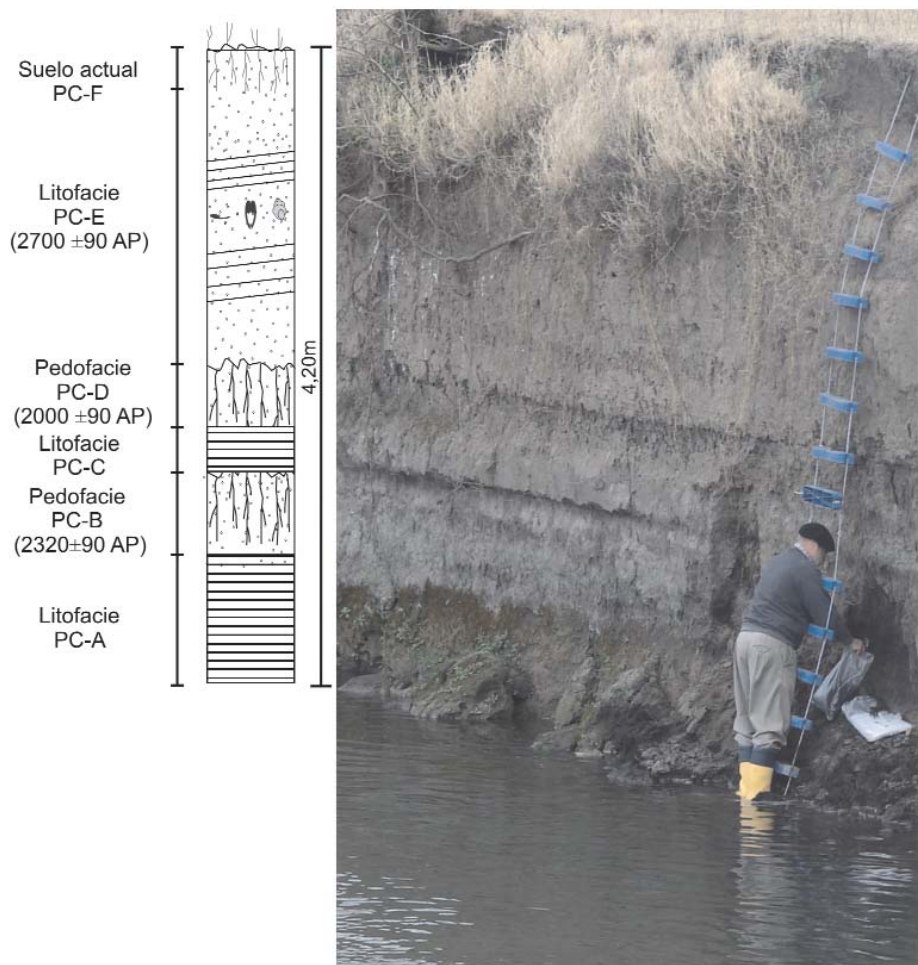 Suelo actual
PC-F
Litofacie
PC-E
(2700 ±90 AP)
Pedofacie
PC-D
(2000 ±90 AP)
Litofacie
PC-C
Pedofacie
PC-B
(2320±90 AP)
Litofacie
PC-A
4,20m